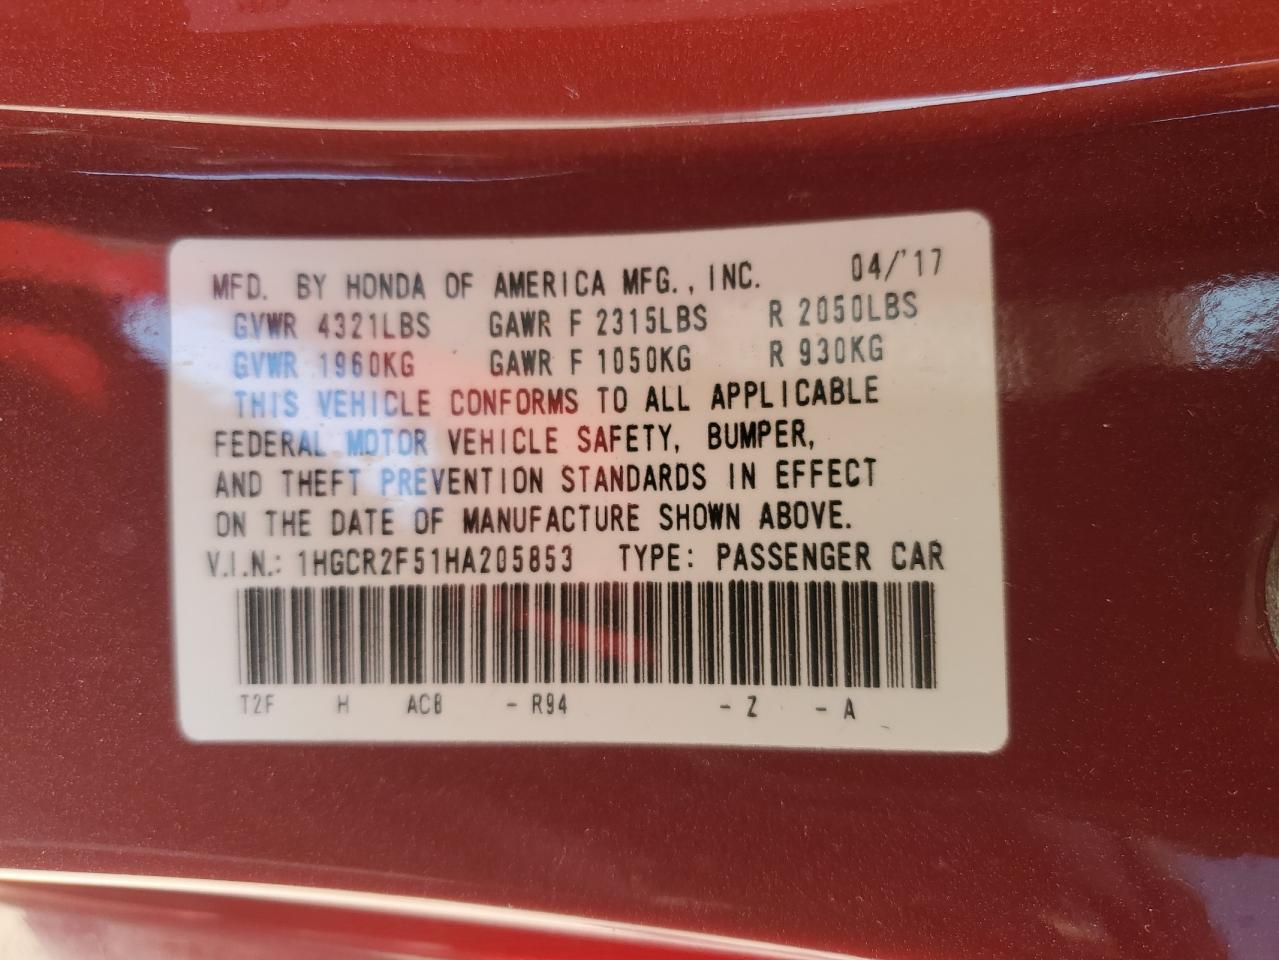 MFD. BY HONDA OF AMERICA MFG., INC. 04/'17
GVWR 4321LBS GAWR F 2315LBS R 2050LBS
GVWR 1960KG GAWR F 1050KG R 930KG
THIS VEHICLE CONFORMS TO ALL APPLICABLE
FEDERAL MOTOR VEHICLE SAFETY, BUMPER,
AND THEFT PREVENTION STANDARDS IN EFFECT
ON THE DATE OF MANUFACTURE SHOWN ABOVE.
V.I.N.: 1HGCR2F51HA205853 TYPE: PASSENGER CAR
T2F H AC8 - R94 - Z - A